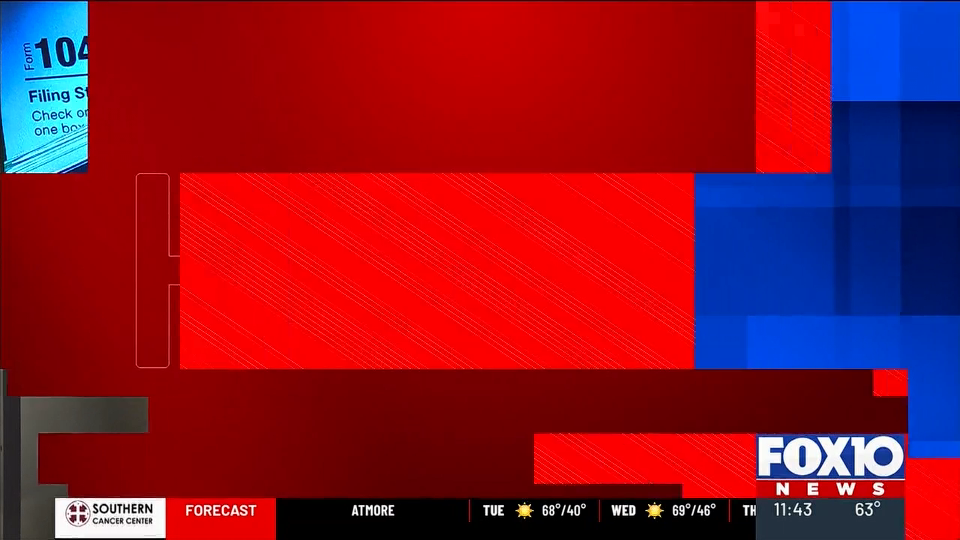 Form 104
Filing St
Check or
one box
FOX10
NEWS
SOUTHERN
CANCER CENTER
FORECAST
ATMORE
TUE 68°/40°
WED 69°/46°
TH
11:43 63°